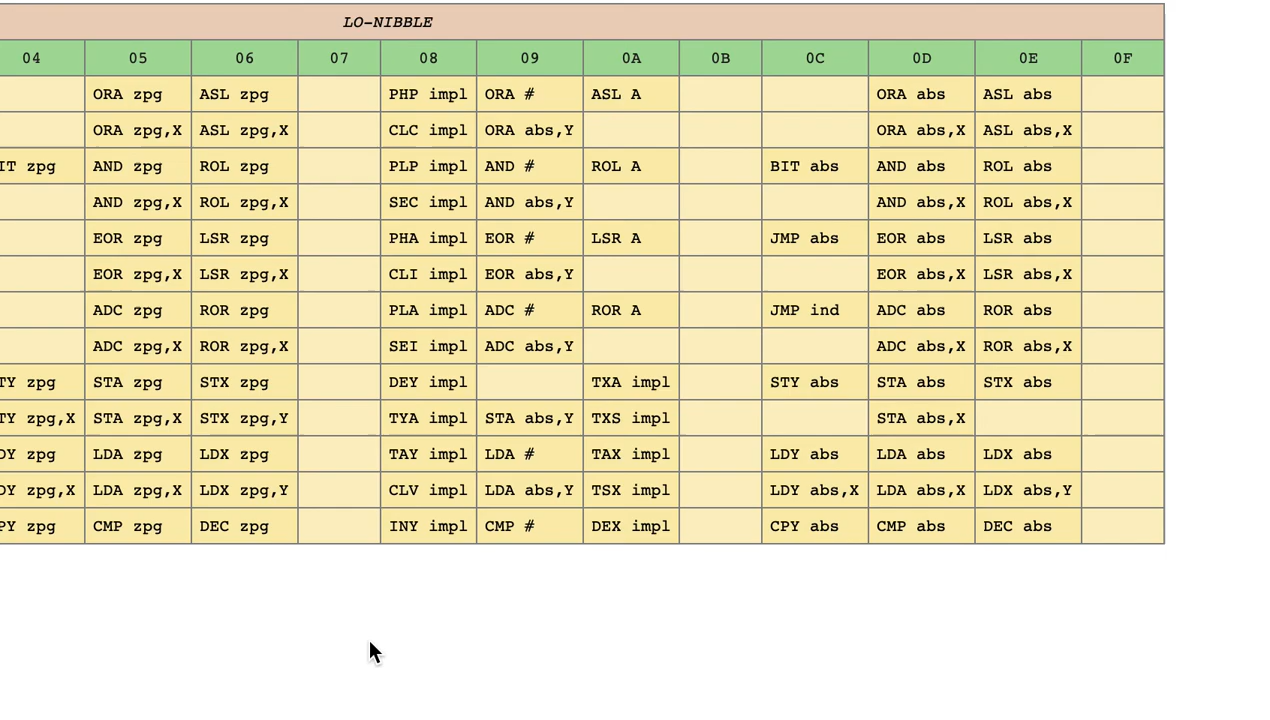 LO-NIBBLE
04 05 06 07 08 09 0A 0B 0C 0D 0E 0F
ORA zpg ASL zpg PHP impl ORA # ASL A ORA abs ASL abs
ORA zpg,X ASL zpg,X CLC impl ORA abs,Y ORA abs,X ASL abs,X
IT zpg AND zpg ROL zpg PLP impl AND # ROL A BIT abs AND abs ROL abs
AND zpg,X ROL zpg,X SEC impl AND abs,Y AND abs,X ROL abs,X
EOR zpg LSR zpg PHA impl EOR # LSR A JMP abs EOR abs LSR abs
EOR zpg,X LSR zpg,X CLI impl EOR abs,Y EOR abs,X LSR abs,X
ADC zpg ROR zpg PLA impl ADC # ROR A JMP ind ADC abs ROR abs
ADC zpg,X ROR zpg,X SEI impl ADC abs,Y ADC abs,X ROR abs,X
TY zpg STA zpg STX zpg DEY impl TXA impl STY abs STA abs STX abs
TY zpg,X STA zpg,X STX zpg,Y TYA impl STA abs,Y TXS impl STA abs,X
DY zpg LDA zpg LDX zpg TAY impl LDA # TAX impl LDY abs LDA abs LDX abs
DY zpg,X LDA zpg,X LDX zpg,Y CLV impl LDA abs,Y TSX impl LDY abs,X LDA abs,X LDX abs,Y
PY zpg CMP zpg DEC zpg INY impl CMP # DEX impl CPY abs CMP abs DEC abs